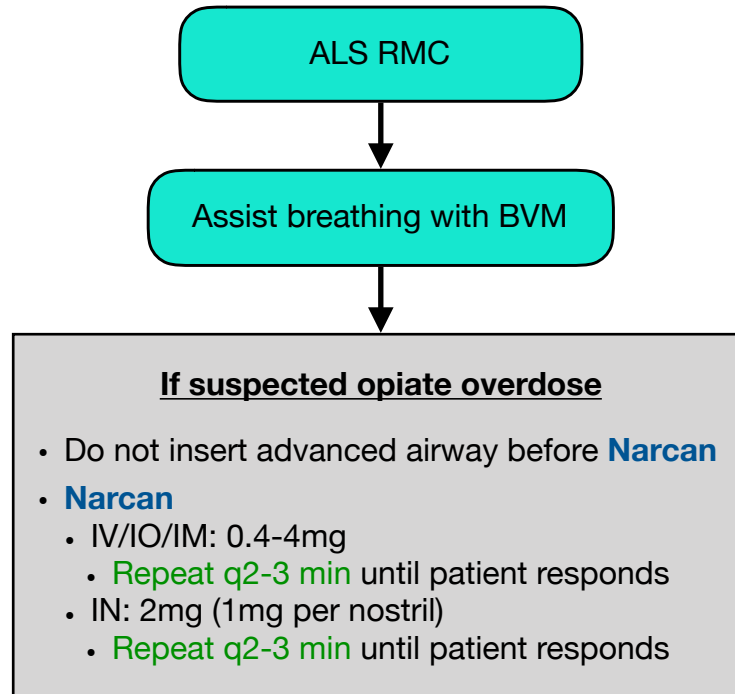 ALS RMC
Assist breathing with BVM
If suspected opiate overdose
• Do not insert advanced airway before Narcan
• Narcan
• IV/IO/IM: 0.4-4mg
• Repeat q2-3 min until patient responds
• IN: 2mg (1mg per nostril)
• Repeat q2-3 min until patient responds